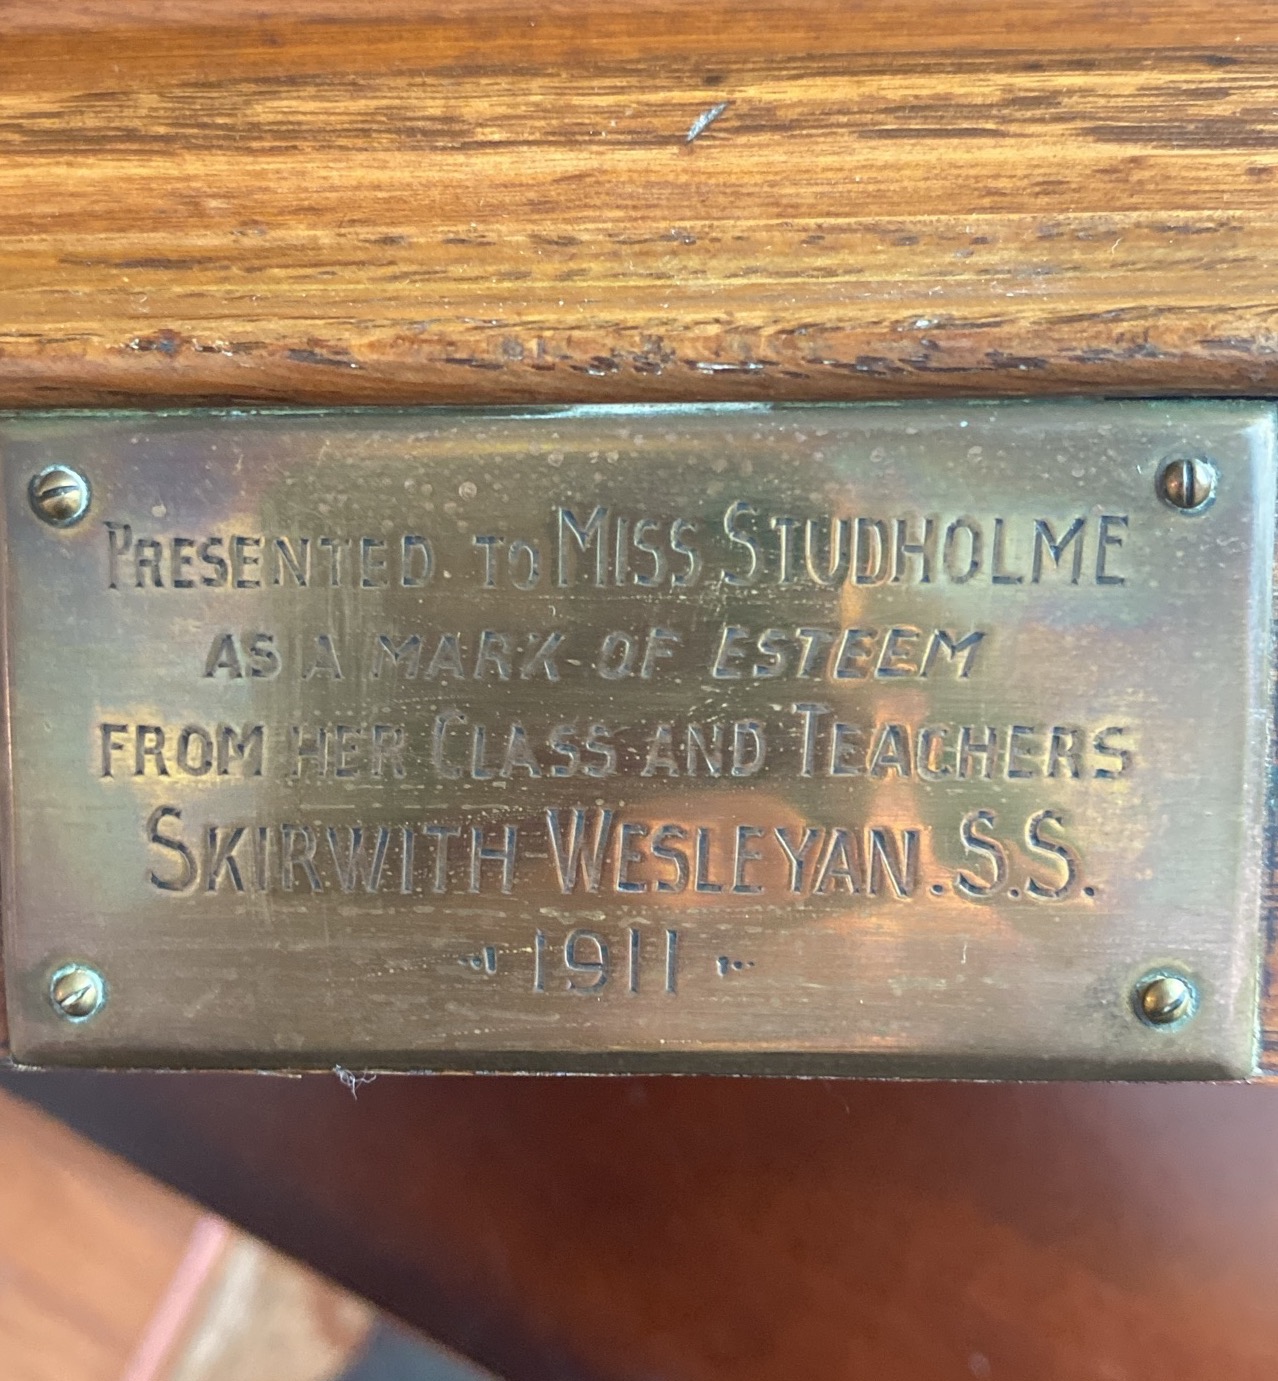 PRESENTED TO MISS STUDHOLME
AS A MARK OF ESTEEM
FROM HER CLASS AND TEACHERS
SKIRWITH WESLEYAN.S.S.
1911